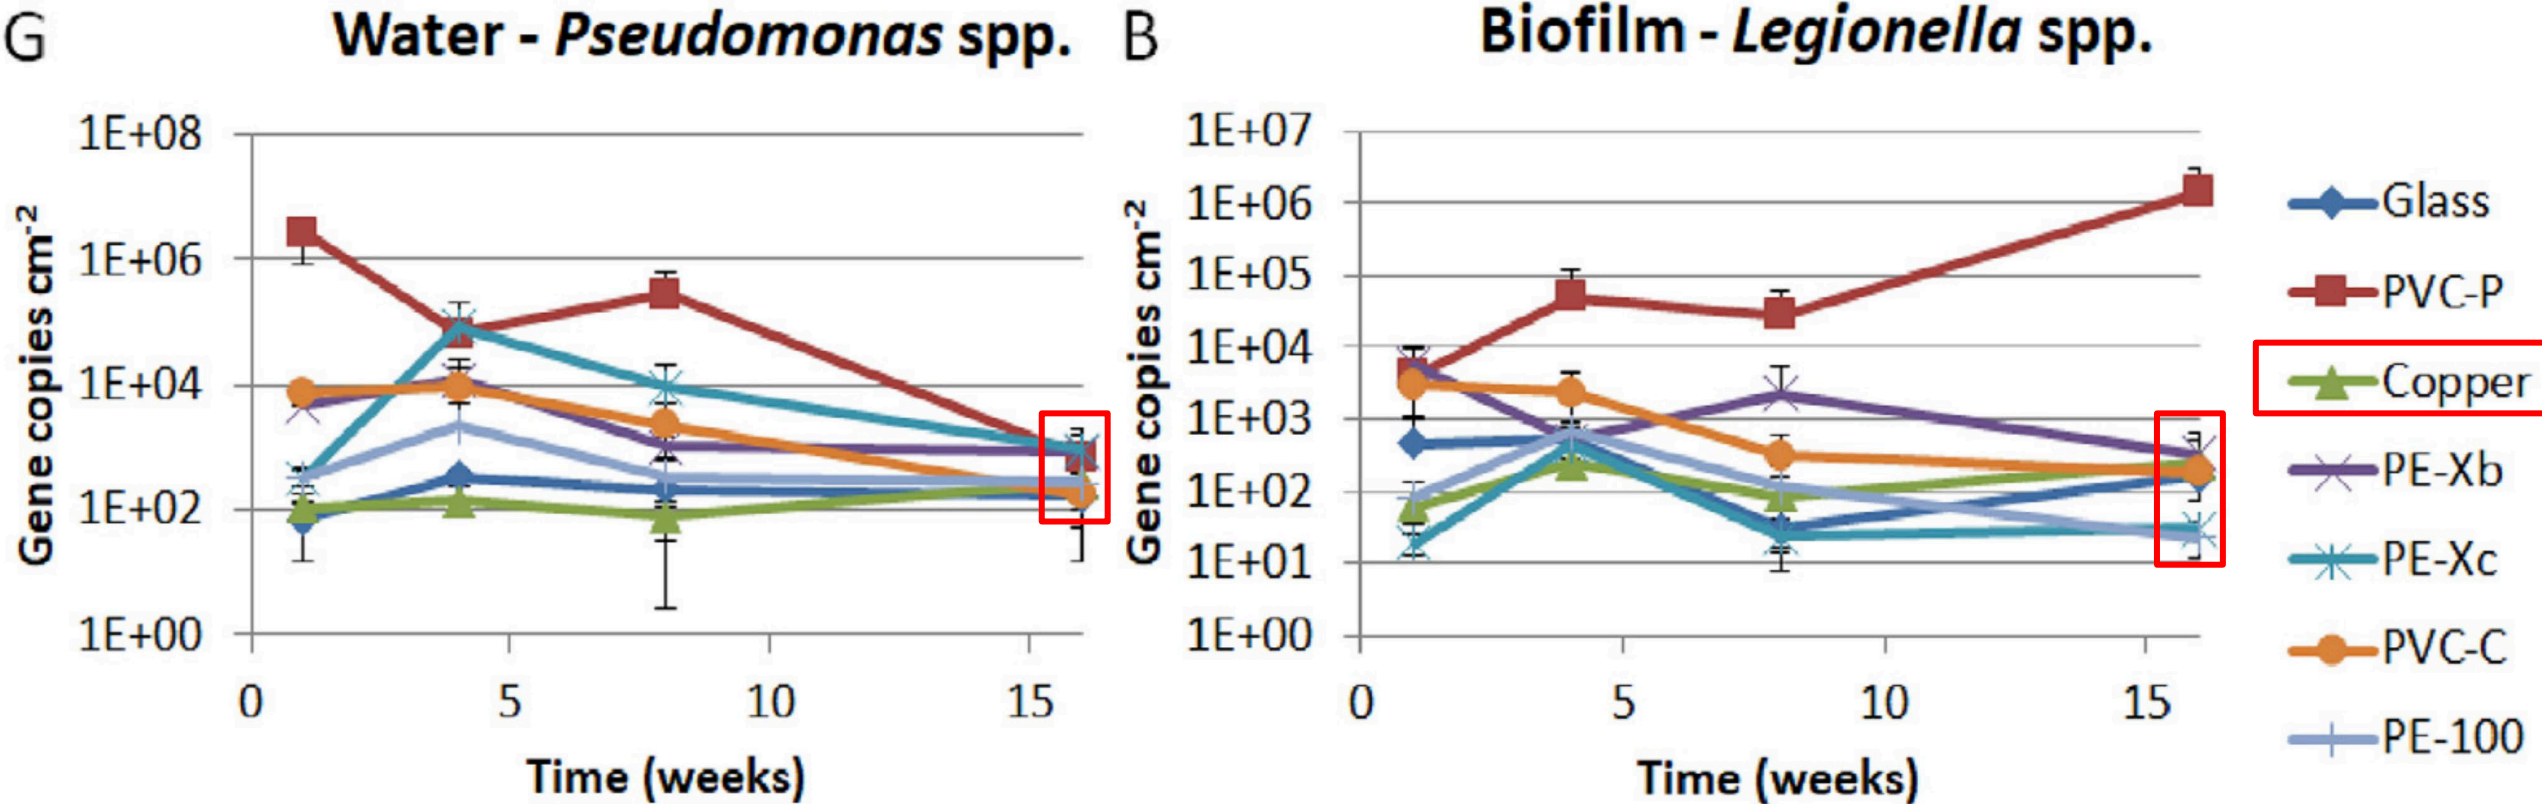 G
Water - Pseudomonas spp.
Gene copies cm-2
1E+08
1E+06
1E+04
1E+02
1E+00
0 5 10 15
Time (weeks)
B
Biofilm - Legionella spp.
Gene copies cm-2
1E+07
1E+06
1E+05
1E+04
1E+03
1E+02
1E+01
1E+00
0 5 10 15
Time (weeks)
Glass
PVC-P
Copper
PE-Xb
PE-Xc
PVC-C
PE-100